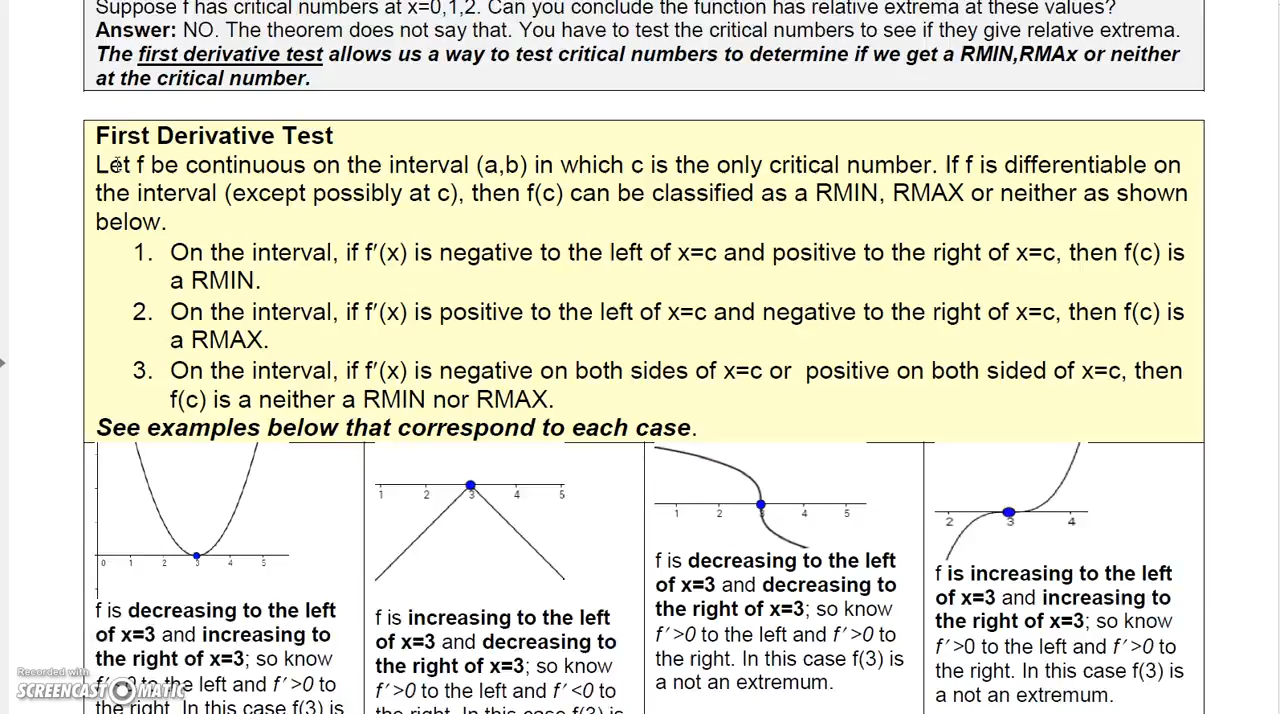 Suppose f has critical numbers at x=0,1,2. Can you conclude the function has relative extrema at these values?
Answer: NO. The theorem does not say that. You have to test the critical numbers to see if they give relative extrema.
The first derivative test allows us a way to test critical numbers to determine if we get a RMIN,RMAx or neither
at the critical number.
First Derivative Test
Let f be continuous on the interval (a,b) in which c is the only critical number. If f is differentiable on
the interval (except possibly at c), then f(c) can be classified as a RMIN, RMAX or neither as shown
below.
1. On the interval, if f′(x) is negative to the left of x=c and positive to the right of x=c, then f(c) is
a RMIN.
2. On the interval, if f′(x) is positive to the left of x=c and negative to the right of x=c, then f(c) is
a RMAX.
3. On the interval, if f′(x) is negative on both sides of x=c or positive on both sided of x=c, then
f(c) is a neither a RMIN nor RMAX.
See examples below that correspond to each case.
0 1 2 3 4 5
f is decreasing to the left
of x=3 and increasing to
the right of x=3; so know
to the left and f′>0 to
the right. In this case f(3) is
1 2 3 4 5
f is increasing to the left
of x=3 and decreasing to
the right of x=3; so know
f′>0 to the left and f′<0 to
the right. In this case f(3) is
1 2 3 4 5
f is decreasing to the left
of x=3 and decreasing to
the right of x=3; so know
f′>0 to the left and f′>0 to
the right. In this case f(3) is
a not an extremum.
2 3 4
f is increasing to the left
of x=3 and increasing to
the right of x=3; so know
f′>0 to the left and f′>0 to
the right. In this case f(3) is
a not an extremum.
Recorded with
SCREENCAST MATIC